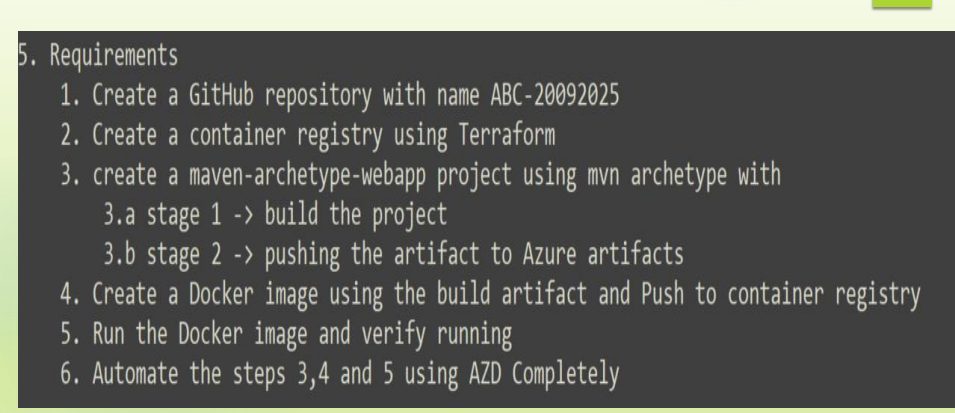 5. Requirements
1. Create a GitHub repository with name ABC-20092025
2. Create a container registry using Terraform
3. create a maven-archetype-webapp project using mvn archetype with
3.a stage 1 -> build the project
3.b stage 2 -> pushing the artifact to Azure artifacts
4. Create a Docker image using the build artifact and Push to container registry
5. Run the Docker image and verify running
6. Automate the steps 3,4 and 5 using AZD Completely